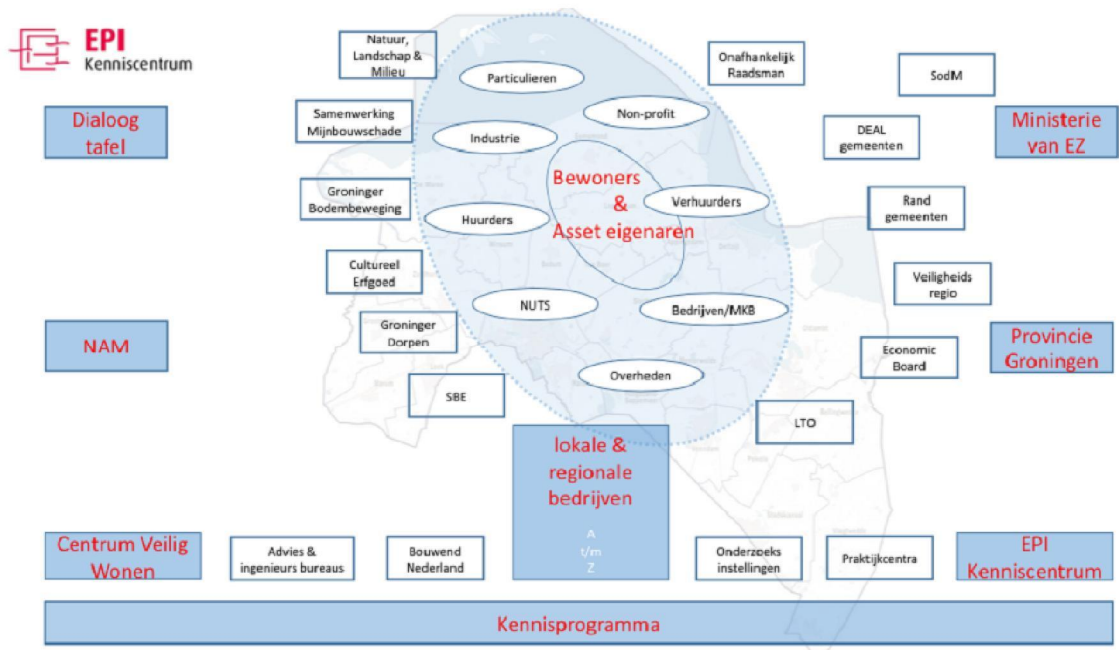 EPI
Kenniscentrum
Natuur,
Landschap &
Milieu
Particulieren
Onafhankelijk
Raadsman
SodM
Dialoog
tafel
Samenwerking
Mijnbouwschade
Industrie
Non-profit
DEAL
gemeenten
Ministerie
van EZ
Groninger
Bodembeweging
Huurders
Bewoners
&
Asset eigenaren
Verhuurders
Rand
gemeenten
Cultureel
Erfgoed
NUTS
Bedrijven/MKB
Veiligheids
regio
NAM
Groninger
Dorpen
Overheden
Economic
Board
Provincie
Groningen
SBE
LTO
lokale &
regionale
bedrijven
A
t/m
Z
Centrum Veilig
Wonen
Advies &
ingenieurs bureaus
Bouwend
Nederland
Onderzoeks
instellingen
Praktijkcentra
EPI
Kenniscentrum
Kennisprogramma